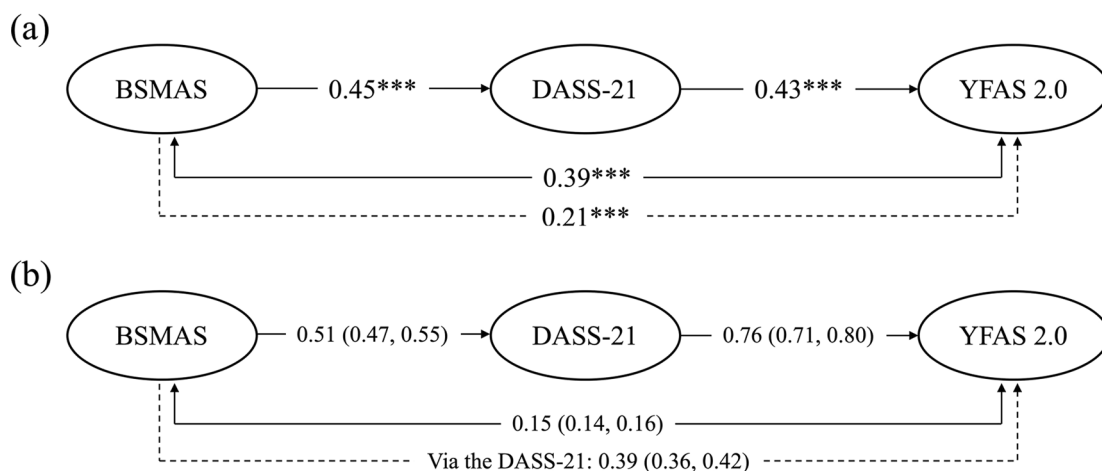 (a)
BSMAS 0.45*** DASS-21 0.43*** YFAS 2.0
0.39***
0.21***
(b)
BSMAS 0.51 (0.47, 0.55) DASS-21 0.76 (0.71, 0.80) YFAS 2.0
0.15 (0.14, 0.16)
Via the DASS-21: 0.39 (0.36, 0.42)